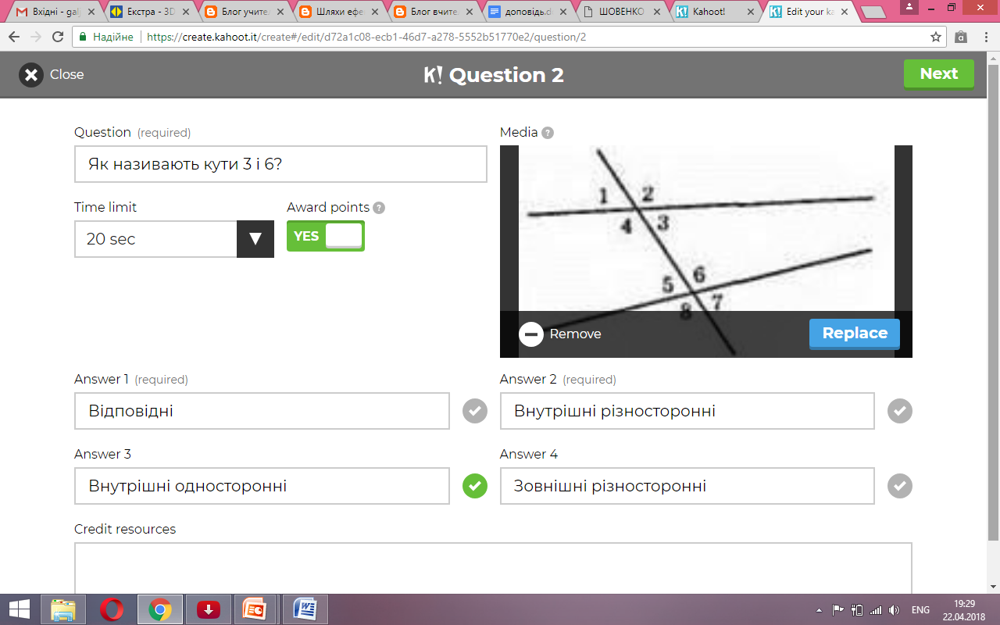 Вхідні - gal
Екстра - 3D
Блог учите
Шляхи ефе
Блог вчите
доповідь.d
ШОВЕНКО
Kahoot!
Edit your ka
Надійне
https://create.kahoot.it/create#/edit/d72a1c08-ecb1-46d7-a278-5552b51770e2/question/2
Close
K! Question 2
Next
Question (required)
Media ?
Як називають кути 3 і 6?
Time limit
Award points ?
20 sec
YES
1 2
4 3
5 6
8 7
Remove
Replace
Answer 1 (required)
Answer 2 (required)
Відповідні
Внутрішні різносторонні
Answer 3
Answer 4
Внутрішні односторонні
Зовнішні різносторонні
Credit resources
ENG
19:29
22.04.2018